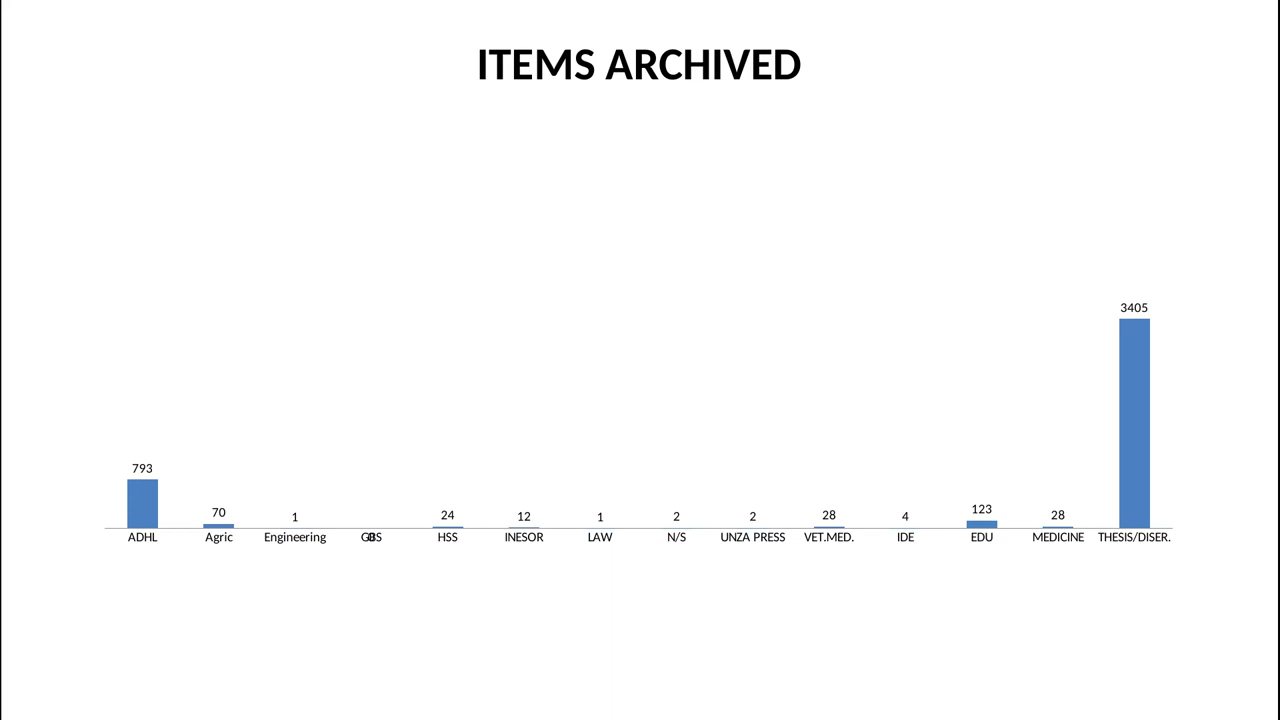 ITEMS ARCHIVED
3405
793
70
1
24
12
1
2
2
28
4
123
28
ADHL
Agric
Engineering
HSS
INESOR
LAW
N/S
UNZA PRESS
VET.MED.
IDE
EDU
MEDICINE
THESIS/DISER.